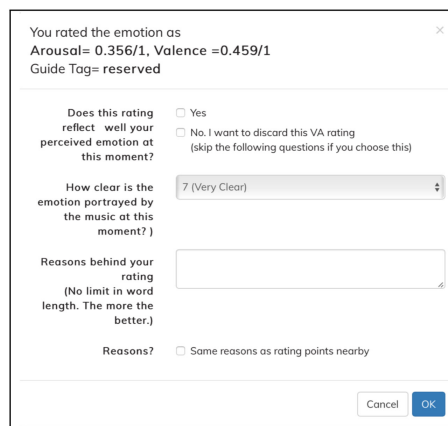 You rated the emotion as
×
Arousal= 0.356/1, Valence =0.459/1
Guide Tag= reserved
Does this rating
reflect well your
perceived emotion at
this moment?
Yes
No. I want to discard this VA rating
(skip the following questions if you choose this)
How clear is the
emotion portrayed by
the music at this
moment? )
7 (Very Clear)
Reasons behind your
rating
(No limit in word
length. The more the
better.)
Reasons?
Same reasons as rating points nearby
Cancel
OK